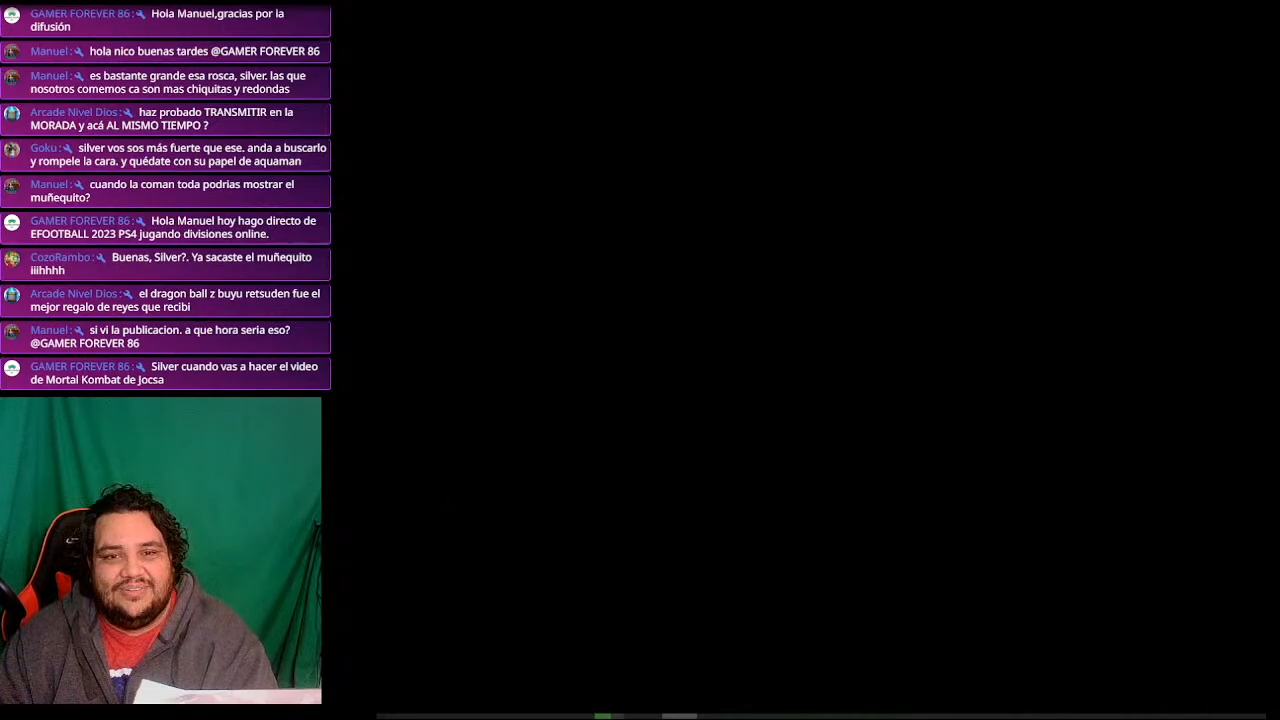 GAMER FOREVER 86: Hola Manuel,gracias por la
difusión
Manuel: hola nico buenas tardes @GAMER FOREVER 86
Manuel: es bastante grande esa rosca, silver. las que
nosotros comemos ca son mas chiquitas y redondas
Arcade Nivel Dios: haz probado TRANSMITIR en la
MORADA y acá AL MISMO TIEMPO ?
Goku: silver vos sos más fuerte que ese. anda a buscarlo
y rompele la cara. y quédate con su papel de aquaman
Manuel: cuando la coman toda podrias mostrar el
muñequito?
GAMER FOREVER 86: Hola Manuel hoy hago directo de
EFOOTBALL 2023 PS4 jugando divisiones online.
CozoRambo: Buenas, Silver?. Ya sacaste el muñequito
iiihhhh
Arcade Nivel Dios: el dragon ball z buyu retsuden fue el
mejor regalo de reyes que recibi
Manuel: si vi la publicacion. a que hora seria eso?
@GAMER FOREVER 86
GAMER FOREVER 86: Silver cuando vas a hacer el video
de Mortal Kombat de Jocsa